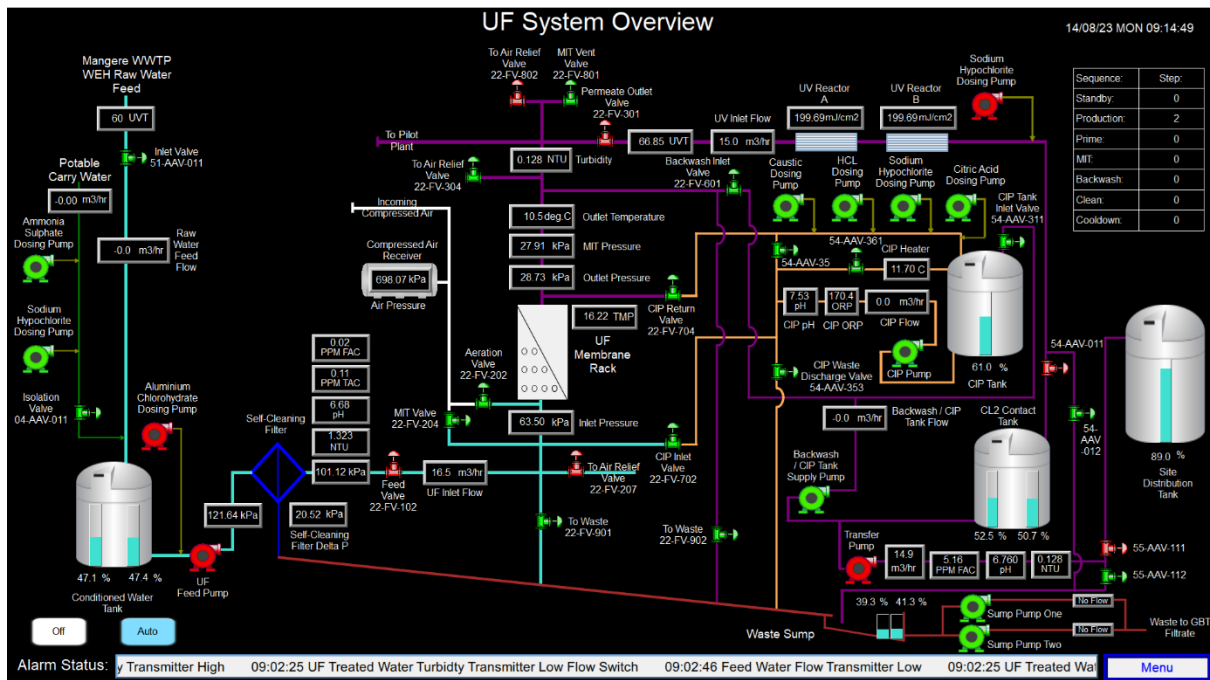 UF System Overview
14/08/23 MON 09:14:49
Mangere WWTP
WEH Raw Water
Feed
60 UVT
Inlet Valve
51-AAV-011
Potable
Carry Water
-0.00 m3/hr
Ammonia
Sulphate
Dosing Pump
-0.0 m3/hr
Raw
Water
Feed
Flow
Sodium
Hypochlorite
Dosing Pump
Isolation
Valve
04-AAV-011
Aluminium
Chlorohydrate
Dosing Pump
47.1 %
47.4 %
Conditioned Water
Tank
UF
Feed Pump
121.64 kPa
Self-Cleaning
Filter
20.52 kPa
Self-Cleaning
Filter Delta P
0.02
PPM FAC
0.11
PPM TAC
6.68
pH
1.323
NTU
101.12 kPa
Feed
Valve
22-FV-102
16.5 m3/hr
UF Inlet Flow
To Air Relief
Valve
22-FV-207
To Air Relief
Valve
22-FV-802
MIT Vent
Valve
22-FV-801
Permeate Outlet
Valve
22-FV-301
To Pilot
Plant
66.85 UVT
UV Inlet Flow
15.0 m3/hr
UV Reactor
A
199.69mJ/cm2
UV Reactor
B
199.69mJ/cm2
Sodium
Hypochlorite
Dosing Pump
0.128 NTU
Turbidity
To Air Relief
Valve
22-FV-304
Backwash Inlet
Valve
22-FV-601
Incoming
Compressed Air
Compressed Air
Receiver
698.07 kPa
Air Pressure
10.5 deg.C
Outlet Temperature
27.91 kPa
MIT Pressure
28.73 kPa
Outlet Pressure
16.22 TMP
UF
Membrane
Rack
Aeration
Valve
22-FV-202
MIT Valve
22-FV-204
63.50 kPa
Inlet Pressure
CIP Return
Valve
22-FV-704
CIP Inlet
Valve
22-FV-702
To Waste
22-FV-901
To Waste
22-FV-902
Caustic
Dosing
Pump
HCL
Dosing
Pump
Sodium
Hypochlorite
Dosing Pump
Citric Acid
Dosing Pump
CIP Tank
Inlet Valve
54-AAV-311
54-AAV-35
54-AAV-361
CIP Heater
11.70 C
7.53
pH
CIP pH
170.4
ORP
CIP ORP
0.0 m3/hr
CIP Flow
CIP Pump
61.0 %
CIP Tank
CIP Waste
Discharge Valve
54-AAV-353
-0.0 m3/hr
Backwash / CIP
Tank Flow
Backwash
/ CIP Tank
Supply Pump
CL2 Contact
Tank
52.5 %
50.7 %
54-AAV-011
54-
AAV
-012
89.0 %
Site
Distribution
Tank
Transfer
Pump
14.9
m3/hr
5.16
PPM FAC
6.760
pH
0.128
NTU
55-AAV-111
55-AAV-112
39.3 %
41.3 %
Waste Sump
Sump Pump One
Sump Pump Two
No Flow
No Flow
Waste to GBT
Filtrate
Sequence: Step:
Standby: 0
Production: 2
Prime: 0
MIT: 0
Backwash: 0
Clean: 0
Cooldown: 0
Off
Auto
Alarm Status:
y Transmitter High 09:02:25 UF Treated Water Turbidty Transmitter Low Flow Switch 09:02:46 Feed Water Flow Transmitter Low 09:02:25 UF Treated Wat
Menu